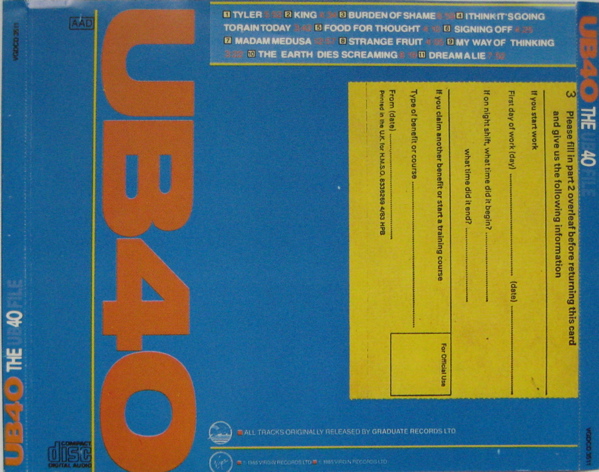 AAD
1 TYLER 2 KING 3 BURDEN OF SHAME 4 I THINK IT'S GOING
TO RAIN TODAY 5 FOOD FOR THOUGHT 6 SIGNING OFF
7 MADAM MEDUSA 8 STRANGE FRUIT 9 MY WAY OF THINKING
10 THE EARTH DIES SCREAMING 11 DREAM A LIE
UB40
3 Please fill in part 2 overleaf before returning this card
and give us the following information
If you start work
First day of work (day) (date)
If on night shift, what time did it begin?
what time did it end?
If you claim another benefit or start a training course
Type of benefit or course
From (date)
Printed in the U.K. for H.M.S.O. 8335269 4/83 HPB
For Official Use
ALL TRACKS ORIGINALLY RELEASED BY GRADUATE RECORDS LTD.
VIRGIN RECORDS LTD
VIRGIN RECORDS LTD
COMPACT
disc
DIGITAL AUDIO
UB40 THE UB40 FILE
UB40 THE UB40 FILE